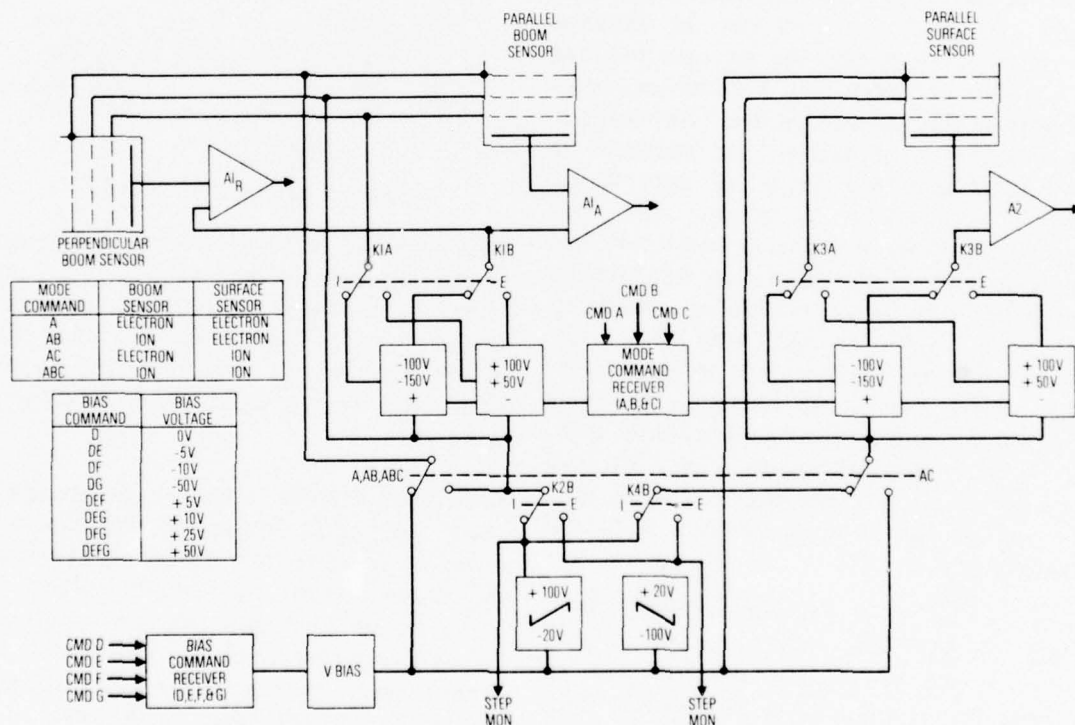 PARALLEL
BOOM
SENSOR
PARALLEL
SURFACE
SENSOR
AI_R
AI_A
A2
PERPENDICULAR
BOOM SENSOR
K1A
K1B
K3A
K3B
I
E
I
E
MODE COMMAND | BOOM SENSOR | SURFACE SENSOR
A | ELECTRON | ELECTRON
AB | ION | ELECTRON
AC | ELECTRON | ION
ABC | ION | ION
CMD B
CMD A
CMD C
-100V
-150V
+
+100V
+50V
-
MODE
COMMAND
RECEIVER
(A,B,& C)
-100V
-150V
+
+100V
+50V
-
BIAS COMMAND | BIAS VOLTAGE
D | 0V
DE | -5V
DF | -10V
DG | -50V
DEF | +5V
DEG | +10V
DFG | +25V
DEFG | +50V
A,AB,ABC
AC
K2B
K4B
I
E
I
E
+100V
-20V
+20V
-100V
CMD D
CMD E
CMD F
CMD G
BIAS
COMMAND
RECEIVER
(D,E,F,& G)
V BIAS
STEP
MON
STEP
MON